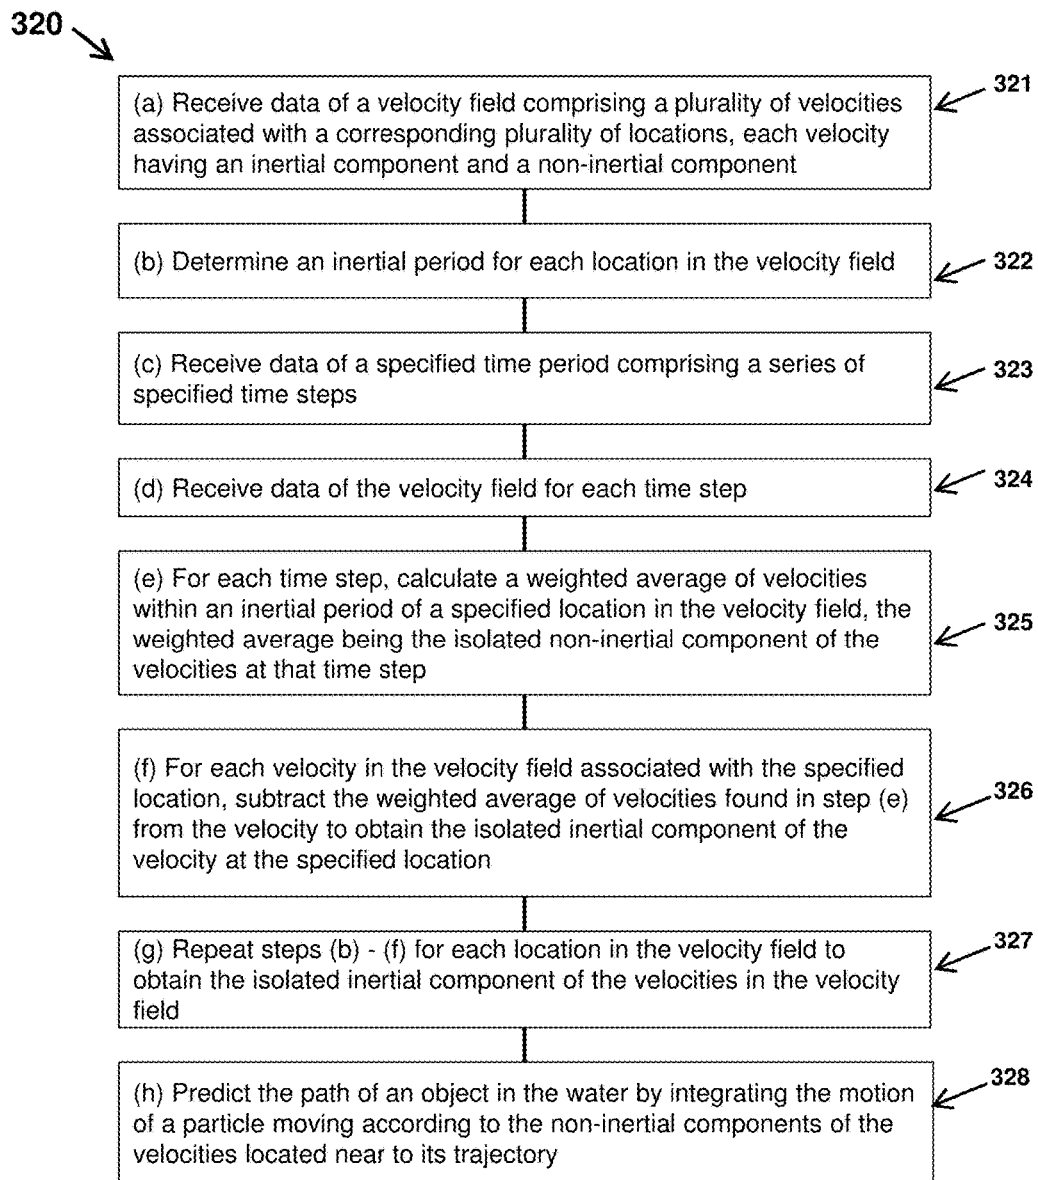 320
(a) Receive data of a velocity field comprising a plurality of velocities
associated with a corresponding plurality of locations, each velocity
having an inertial component and a non-inertial component
321
(b) Determine an inertial period for each location in the velocity field
322
(c) Receive data of a specified time period comprising a series of
specified time steps
323
(d) Receive data of the velocity field for each time step
324
(e) For each time step, calculate a weighted average of velocities
within an inertial period of a specified location in the velocity field, the
weighted average being the isolated non-inertial component of the
velocities at that time step
325
(f) For each velocity in the velocity field associated with the specified
location, subtract the weighted average of velocities found in step (e)
from the velocity to obtain the isolated inertial component of the
velocity at the specified location
326
(g) Repeat steps (b) - (f) for each location in the velocity field to
obtain the isolated inertial component of the velocities in the velocity
field
327
(h) Predict the path of an object in the water by integrating the motion
of a particle moving according to the non-inertial components of the
velocities located near to its trajectory
328